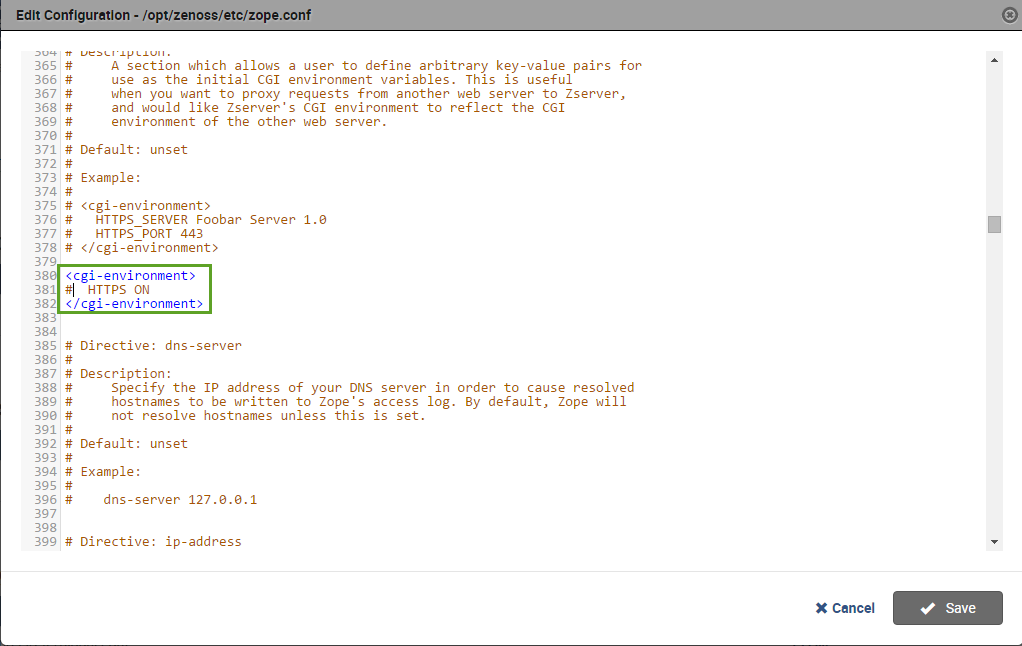 Edit Configuration - /opt/zenoss/etc/zope.conf
364 # Description:
365 #     A section which allows a user to define arbitrary key-value pairs for
366 #     use as the initial CGI environment variables. This is useful
367 #     when you want to proxy requests from another web server to Zserver,
368 #     and would like Zserver's CGI environment to reflect the CGI
369 #     environment of the other web server.
370 #
371 # Default: unset
372 #
373 # Example:
374 #
375 # <cgi-environment>
376 #   HTTPS_SERVER Foobar Server 1.0
377 #   HTTPS_PORT 443
378 # </cgi-environment>
379
380 <cgi-environment>
381 #  HTTPS ON
382 </cgi-environment>
383
384
385 # Directive: dns-server
386 #
387 # Description:
388 #     Specify the IP address of your DNS server in order to cause resolved
389 #     hostnames to be written to Zope's access log. By default, Zope will
390 #     not resolve hostnames unless this is set.
391 #
392 # Default: unset
393 #
394 # Example:
395 #
396 #    dns-server 127.0.0.1
397
398
399 # Directive: ip-address
Cancel
Save